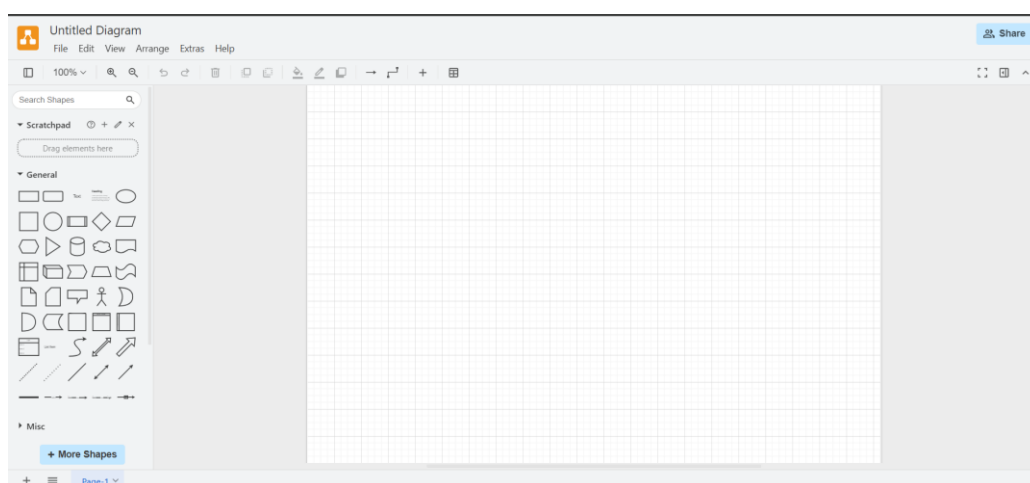 Untitled Diagram
File Edit View Arrange Extras Help
Share
100%
Search Shapes
Scratchpad
Drag elements here
General
Text
Heading
Misc
+ More Shapes
Page-1